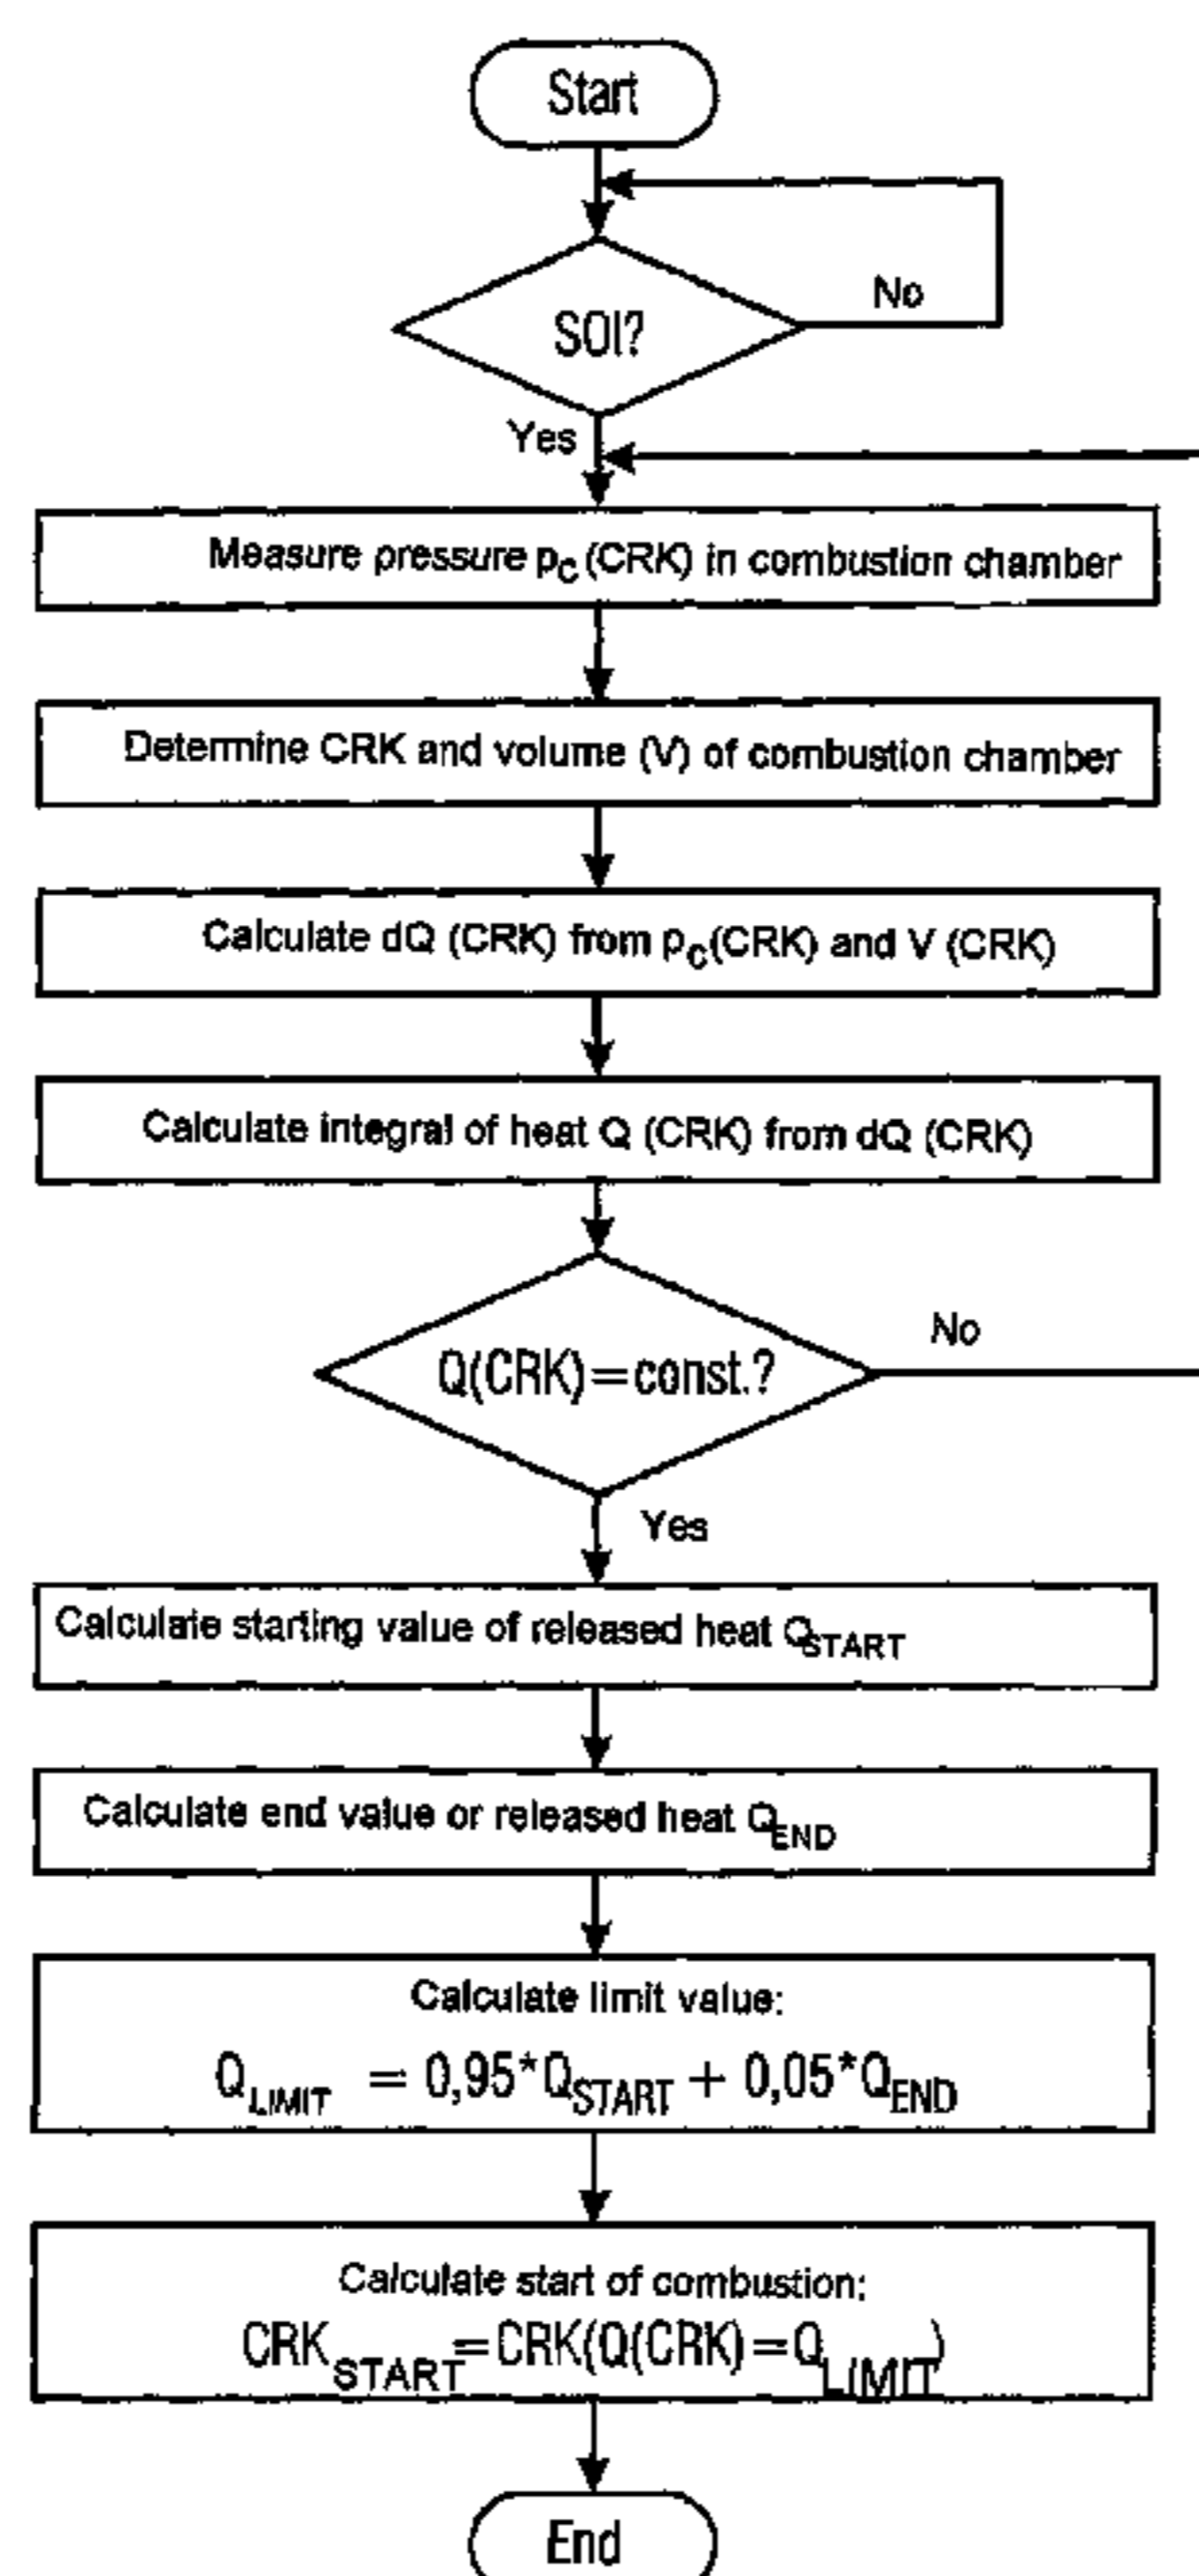 Start
SOI?
No
Yes
Measure pressure pC (CRK) in combustion chamber
Determine CRK and volume (V) of combustion chamber
Calculate dQ (CRK) from pC(CRK) and V (CRK)
Calculate integral of heat Q (CRK) from dQ (CRK)
Q(CRK)=const.?
No
Yes
Calculate starting value of released heat QSTART
Calculate end value or released heat QEND
Calculate limit value:
QLIMIT = 0,95*QSTART + 0,05*QEND
Calculate start of combustion:
CRKSTART=CRK(Q(CRK)=QLIMIT)
End